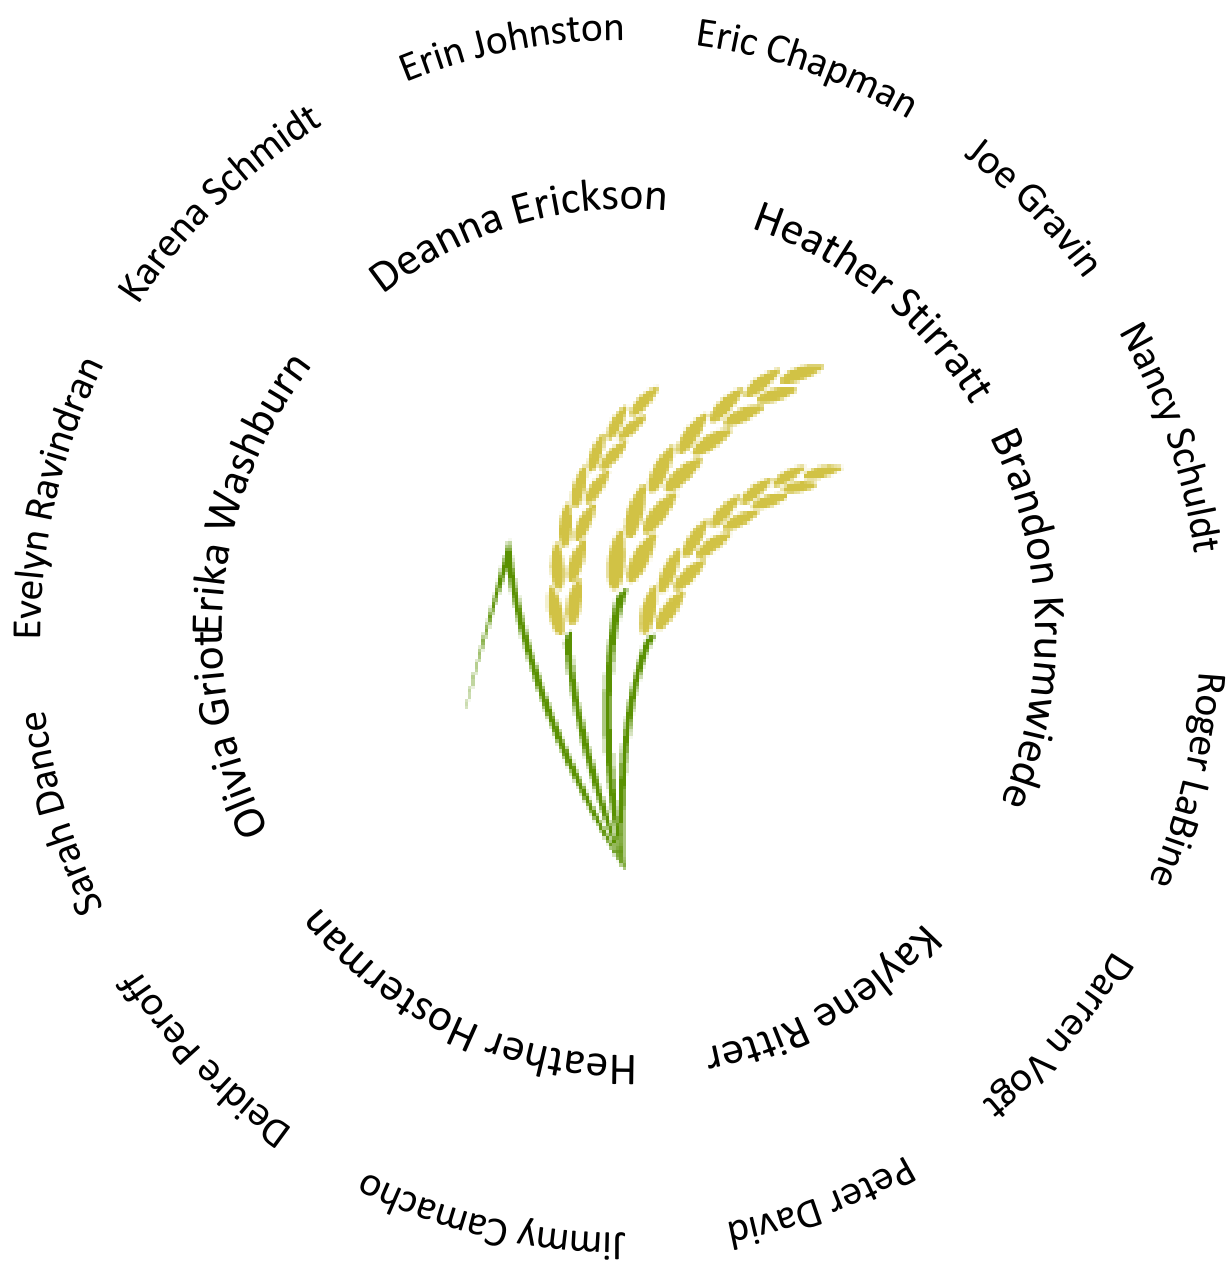 Erin Johnston
Eric Chapman
Joe Gravin
Nancy Schuldt
Roger LaBine
Darren Vogt
Peter David
Jimmy Camacho
Deidre Peroff
Sarah Dance
Evelyn Ravindran
Karena Schmidt
Deanna Erickson
Heather Stirratt
Brandon Krumwiede
Kaylene Ritter
Heather Hosterman
Olivia Griot
Erika Washburn